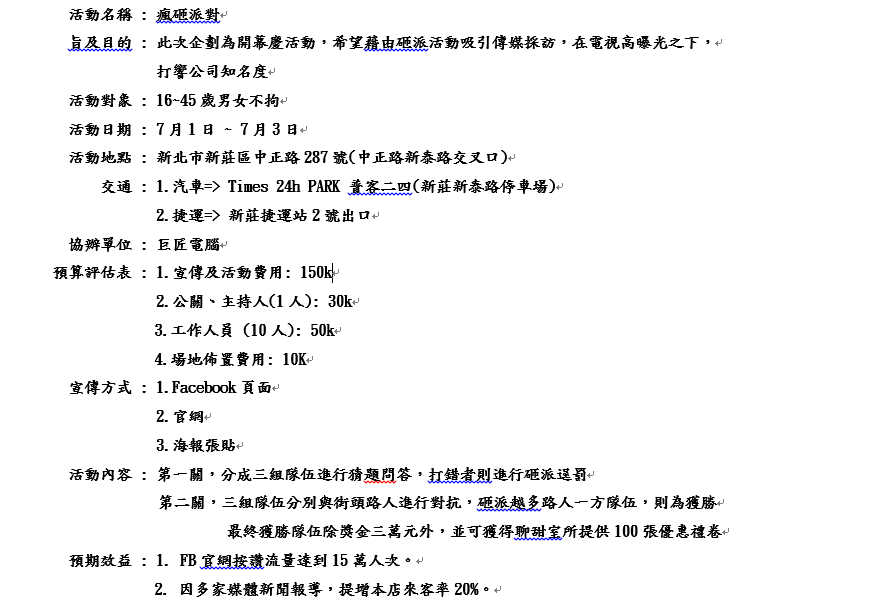 活動名稱 : 瘋砸派對
旨及目的 : 此次企劃為開幕慶活動，希望藉由砸派活動吸引傳媒採訪，在電視高曝光之下，
打響公司知名度
活動對象 : 16~45 歲男女不拘
活動日期 : 7 月 1 日 ~ 7 月 3 日
活動地點 : 新北市新莊區中正路 287 號(中正路新泰路交叉口)
交通 : 1.汽車=> Times 24h PARK 普客二四(新莊新泰路停車場)
2.捷運=> 新莊捷運站 2 號出口
協辦單位 : 巨匠電腦
預算評估表 : 1.宣傳及活動費用: 150k
2.公關、主持人(1 人): 30k
3.工作人員 (10 人): 50k
4.場地佈置費用: 10K
宣傳方式 : 1.Facebook 頁面
2.官網
3.海報張貼
活動內容 : 第一關，分成三組隊伍進行猜題問答，打錯者則進行砸派逞罰
第二關，三組隊伍分別與街頭路人進行對抗，砸派越多路人一方隊伍，則為獲勝
最終獲勝隊伍除獎金三萬元外，並可獲得聊甜室所提供 100 張優惠禮卷
預期效益 : 1. FB 官網按讚流量達到 15 萬人次。
2. 因多家媒體新聞報導，提增本店來客率 20%。